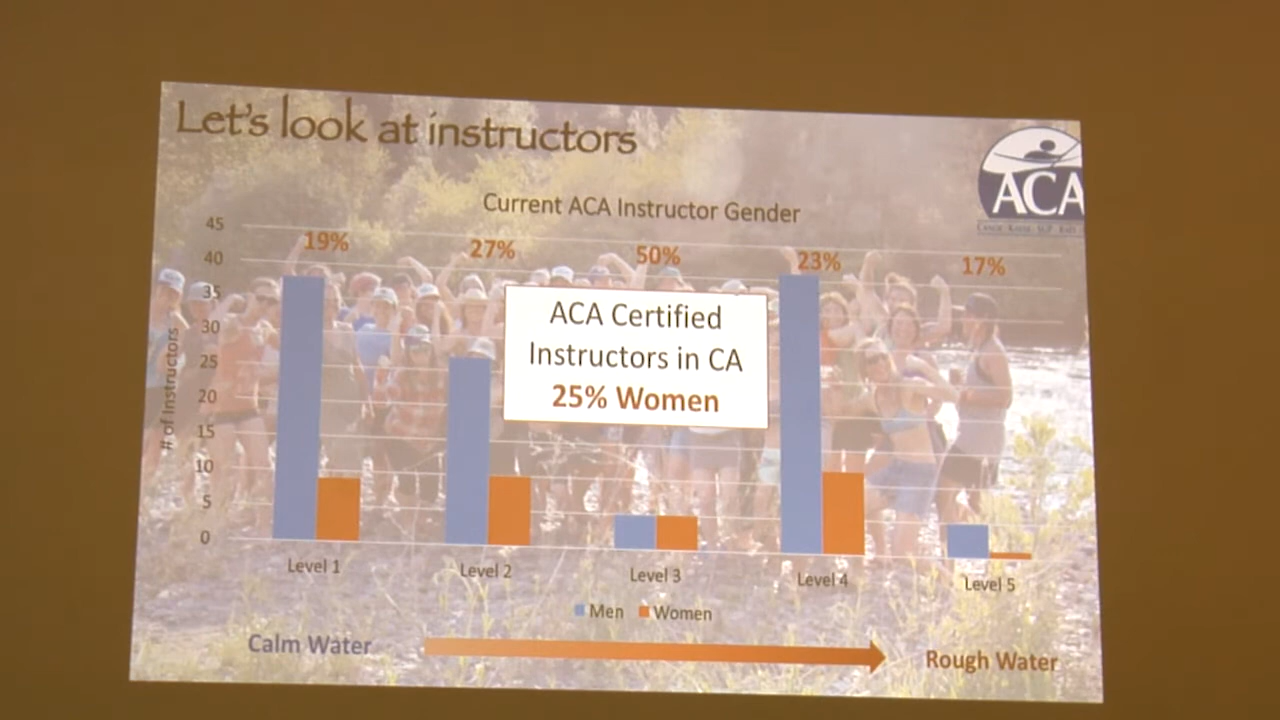 Let's look at instructors
ACA
Current ACA Instructor Gender
45
40
35
30
25
20
15
10
5
0
# of Instructors
19%
27%
50%
23%
17%
ACA Certified
Instructors in CA
25% Women
Level 1
Level 2
Level 3
Level 4
Level 5
Men
Women
Calm Water
Rough Water